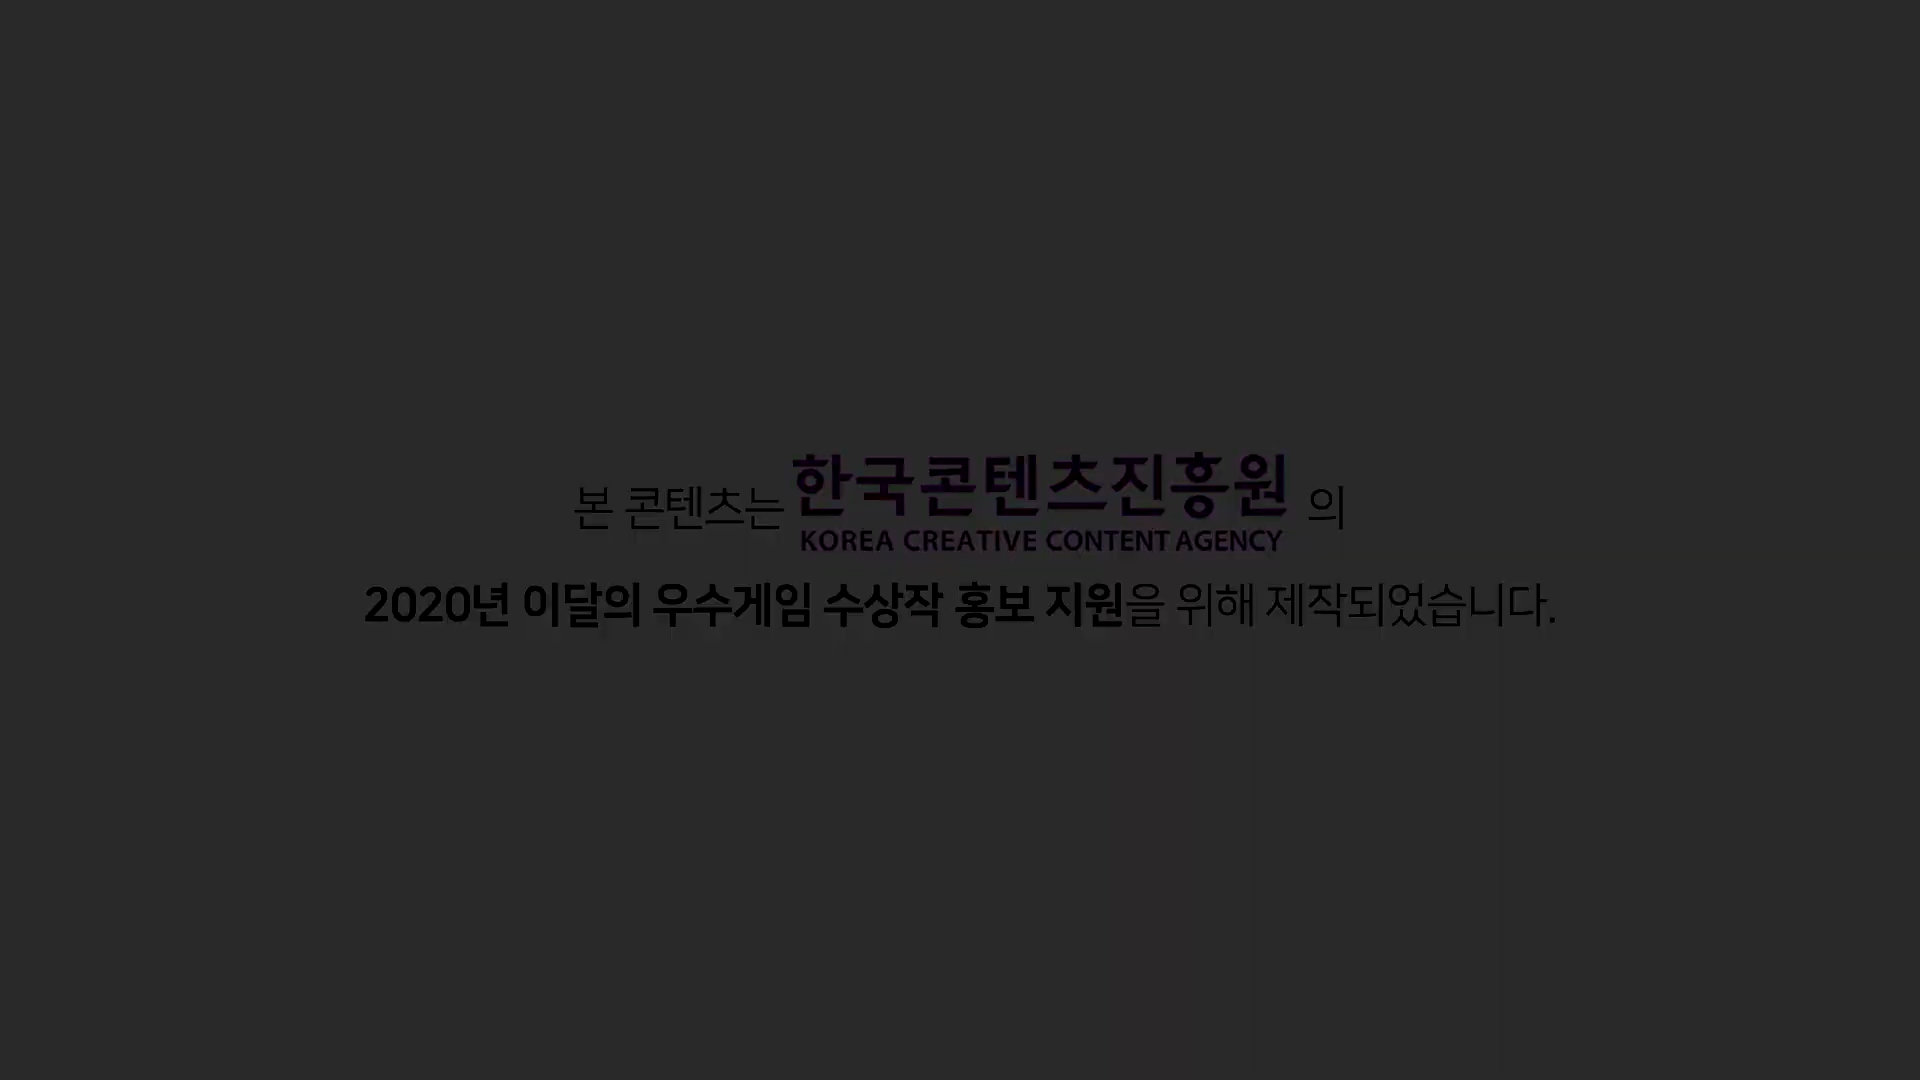 본 콘텐츠는 한국콘텐츠진흥원 의
KOREA CREATIVE CONTENT AGENCY
2020년 이달의 우수게임 수상작 홍보 지원을 위해 제작되었습니다.